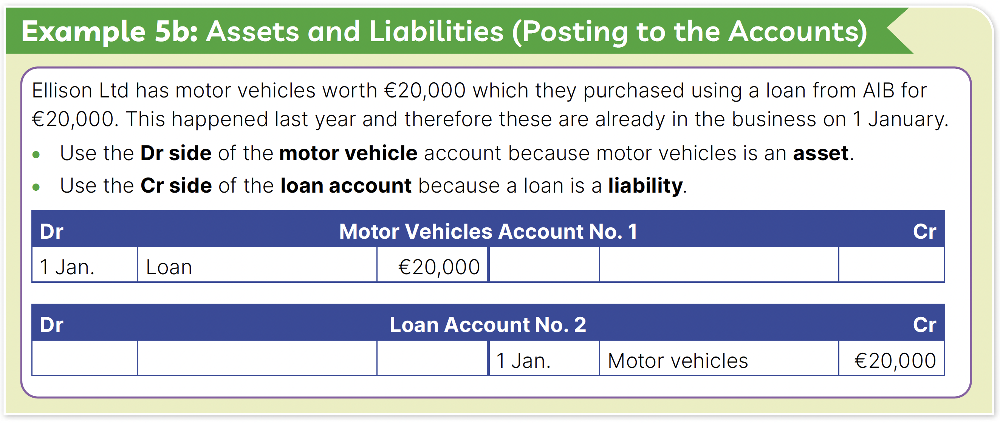 Example 5b: Assets and Liabilities (Posting to the Accounts)
Ellison Ltd has motor vehicles worth €20,000 which they purchased using a loan from AIB for
€20,000. This happened last year and therefore these are already in the business on 1 January.
• Use the Dr side of the motor vehicle account because motor vehicles is an asset.
• Use the Cr side of the loan account because a loan is a liability.
Dr Motor Vehicles Account No. 1 Cr
1 Jan. Loan €20,000
Dr Loan Account No. 2 Cr
1 Jan. Motor vehicles €20,000